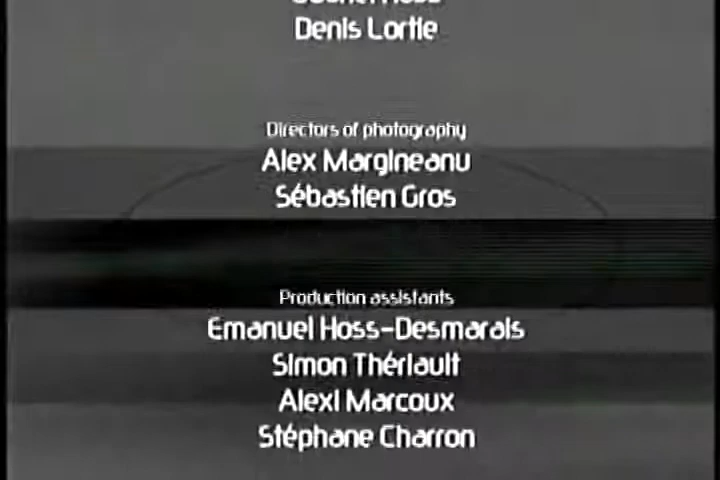 Denis Lortie
Directors of photography
Alex Margineanu
Sébastien Gros
Production assistants
Emanuel Hoss-Desmarais
Simon Thériault
Alexi Marcoux
Stéphane Charron